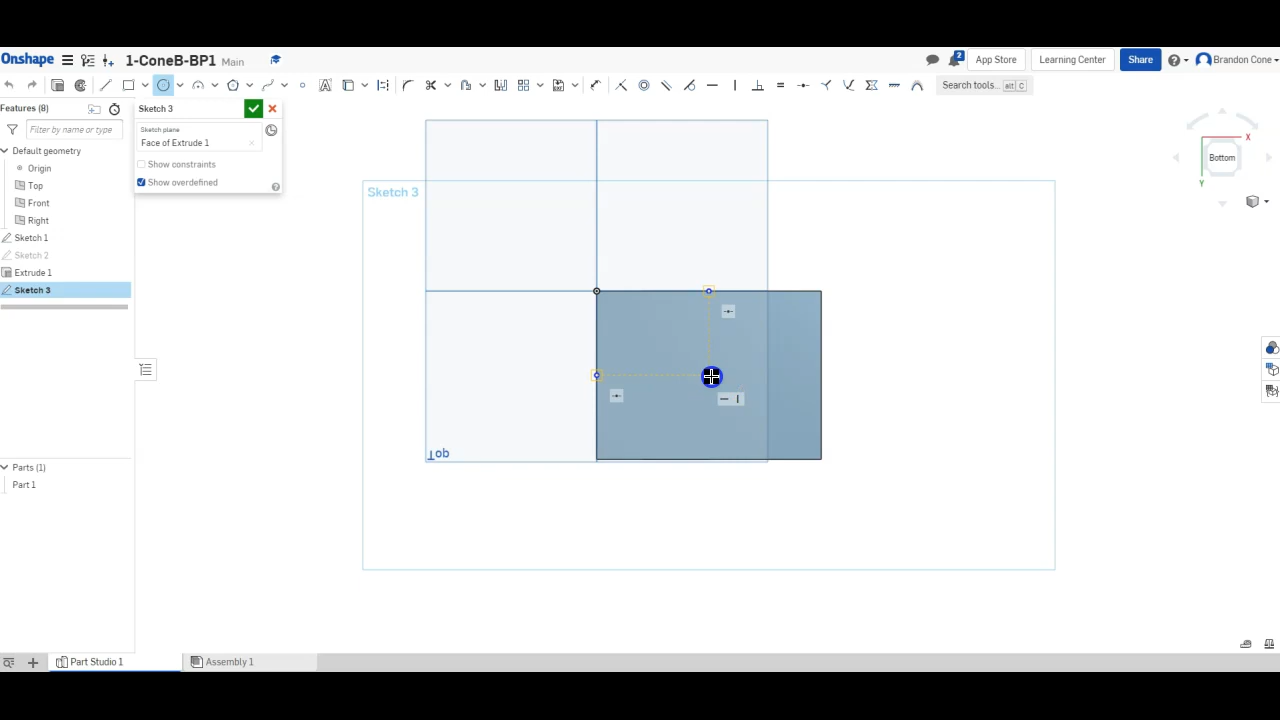 Onshape
1-ConeB-BP1 Main
2
App Store
Learning Center
Share
Brandon Cone
Search tools... alt C
Features (8)
Filter by name or type
Default geometry
Origin
Top
Front
Right
Sketch 1
Sketch 2
Extrude 1
Sketch 3
Parts (1)
Part 1
Sketch 3
Sketch plane
Face of Extrude 1
Show constraints
Show overdefined
Sketch 3
Top
X
Bottom
Y
Part Studio 1
Assembly 1